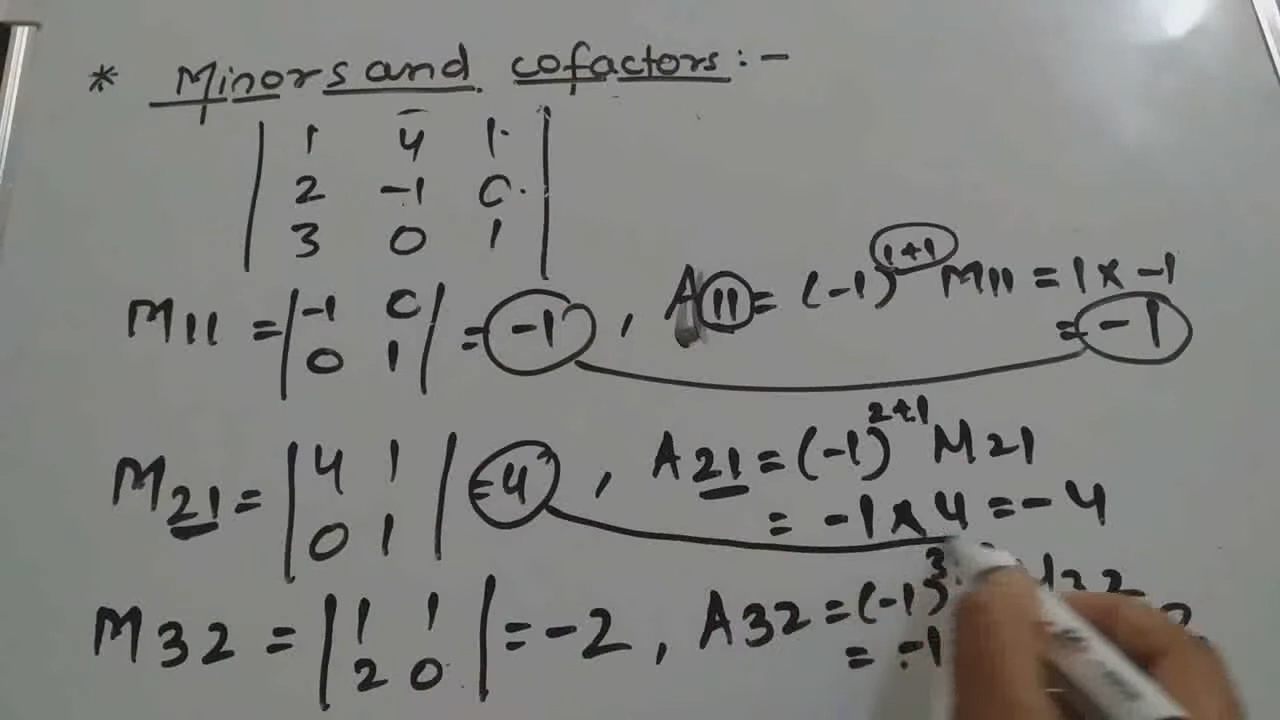 * Minors and cofactors:-
| 1 4 1 |
| 2 -1 0 |
| 3 0 1 |
M11 = | -1 0 | = -1 , A11 = (-1)^1+1 M11 = 1 x -1
| 0 1 | = -1
M21 = | 4 1 | = 4 , A21 = (-1)^2+1 M21
| 0 1 | = -1 x 4 = -4
M32 = | 1 1 | = -2 , A32 = (-1)^3
| 2 0 | = -1